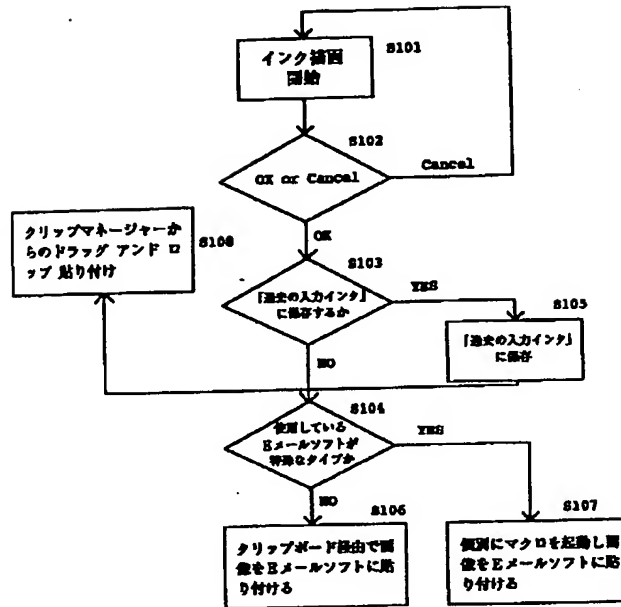 インク描画
開始
S101
S102
OK or Cancel
Cancel
OK
クリップマネージャーか
らのドラッグ アンド ロ
ップ 貼り付け
S108
S103
『過去の入力インク』
に保存するか
YES
NO
S105
『過去の入力インク』
に保存
S104
使用している
Eメールソフトが
特殊なタイプか
YES
NO
S106
クリップボード経由で画
像をEメールソフトに貼
り付ける
S107
個別にマクロを起動し画
像をEメールソフトに貼
り付ける